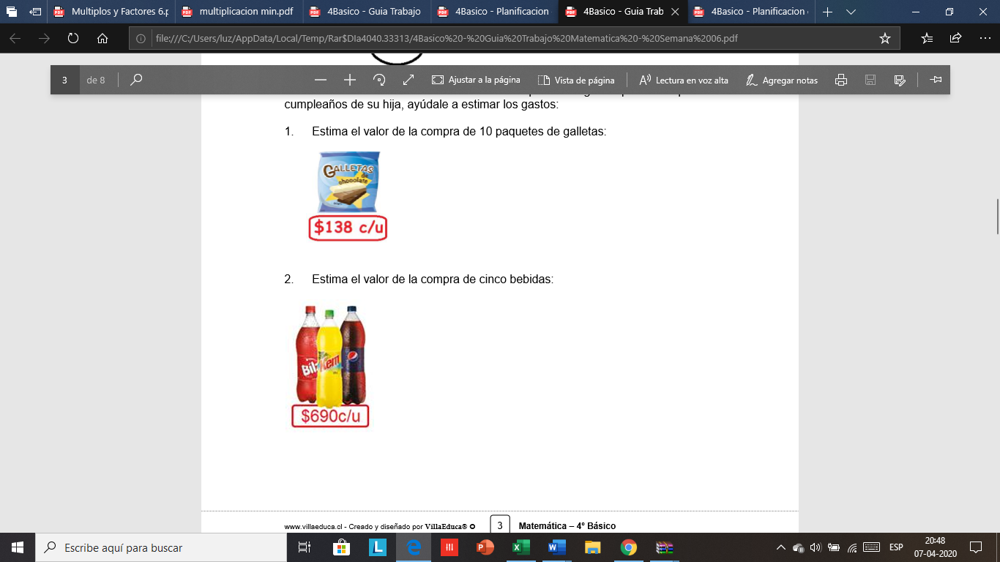 Multiplos y Factores 6.p
multiplicacion min.pdf
4Basico - Guia Trabajo
4Basico - Planificacion
4Basico - Guia Trab
4Basico - Planificacion
file:///C:/Users/luz/AppData/Local/Temp/Rar$DIa4040.33313/4Basico%20-%20Guia%20Trabajo%20Matematica%20-%20Semana%2006.pdf
3 de 8 Ajustar a la página Vista de página Lectura en voz alta Agregar notas
cumpleaños de su hija, ayúdale a estimar los gastos:
1. Estima el valor de la compra de 10 paquetes de galletas:
GALLETAS
de
chocolate
$138 c/u
2. Estima el valor de la compra de cinco bebidas:
Kem
$690c/u
www.villaeduca.cl - Creado y diseñado por VillaEduca® 3 Matemática – 4º Básico
Escribe aquí para buscar
ESP
20:48
07-04-2020